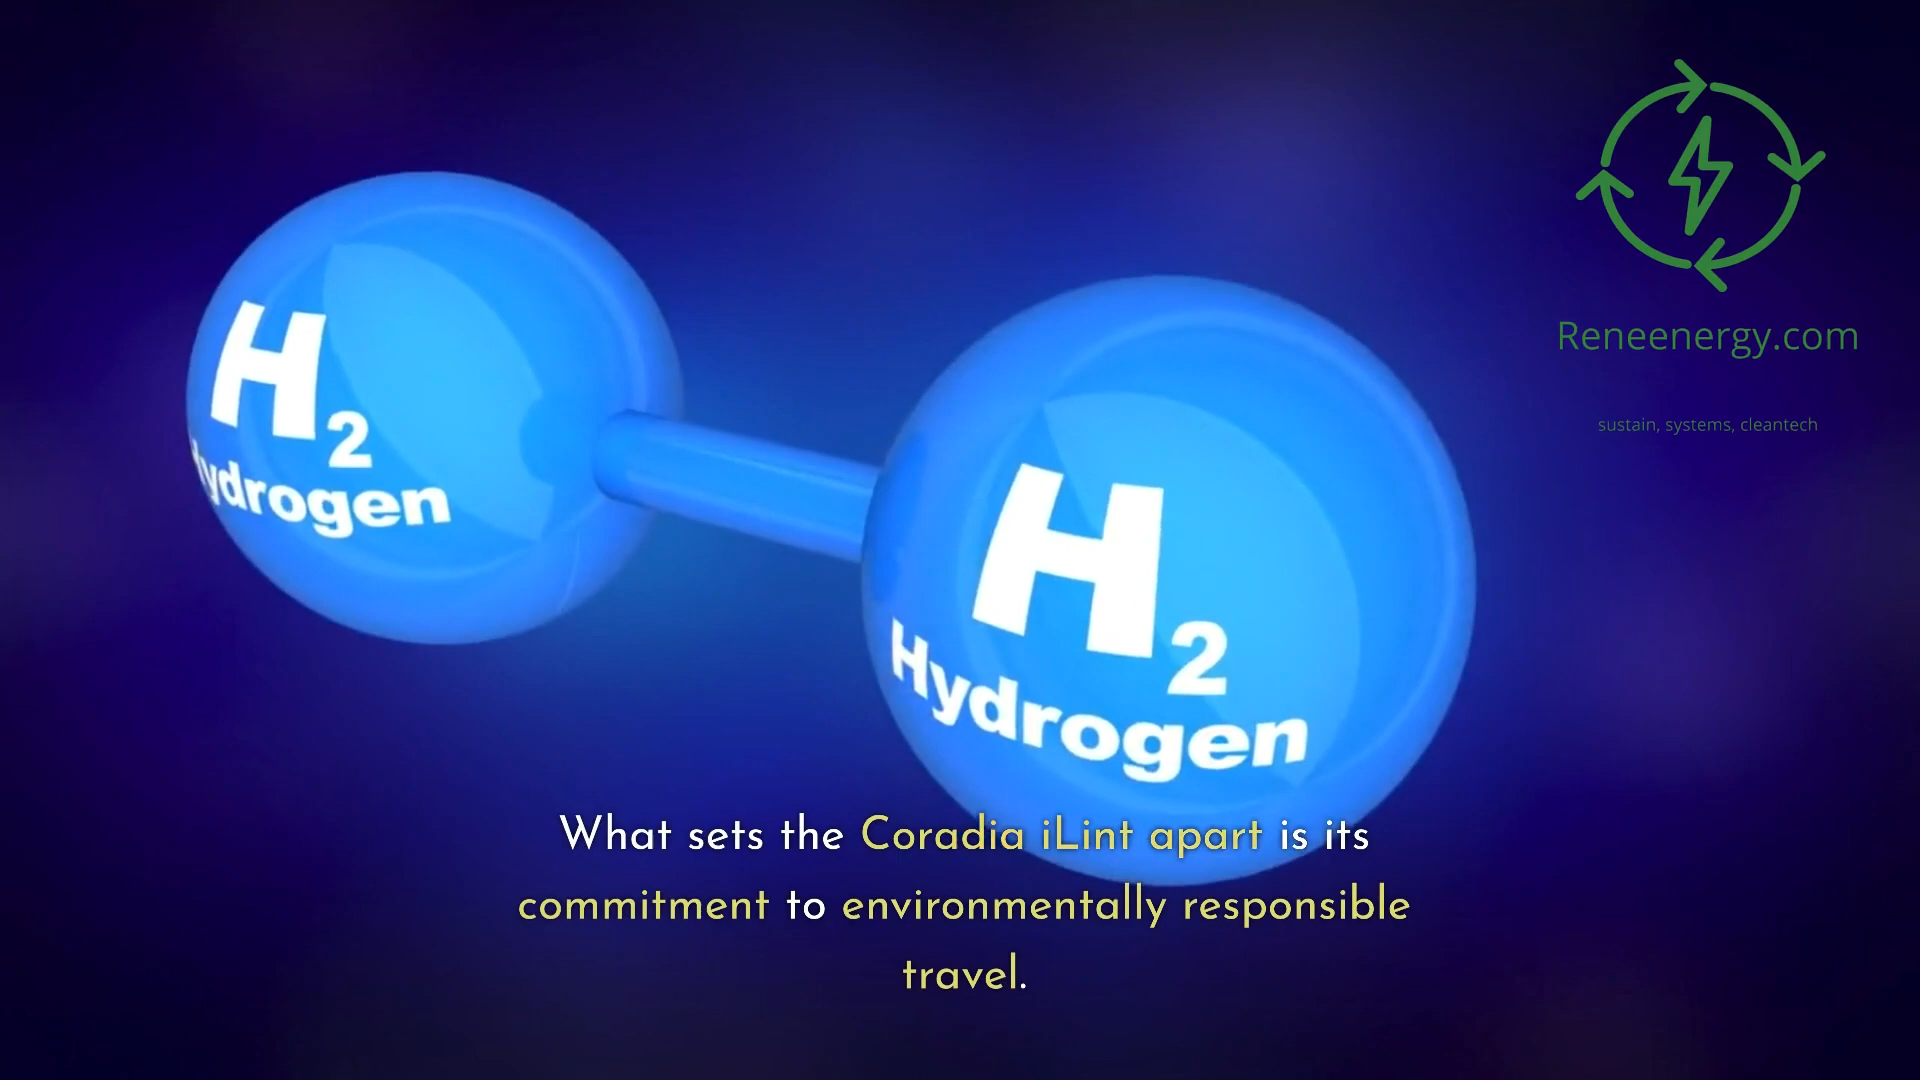 H2
Hydrogen
H2
Hydrogen
Reneenergy.com
sustain, systems, cleantech
What sets the Coradia iLint apart is its
commitment to environmentally responsible
travel.